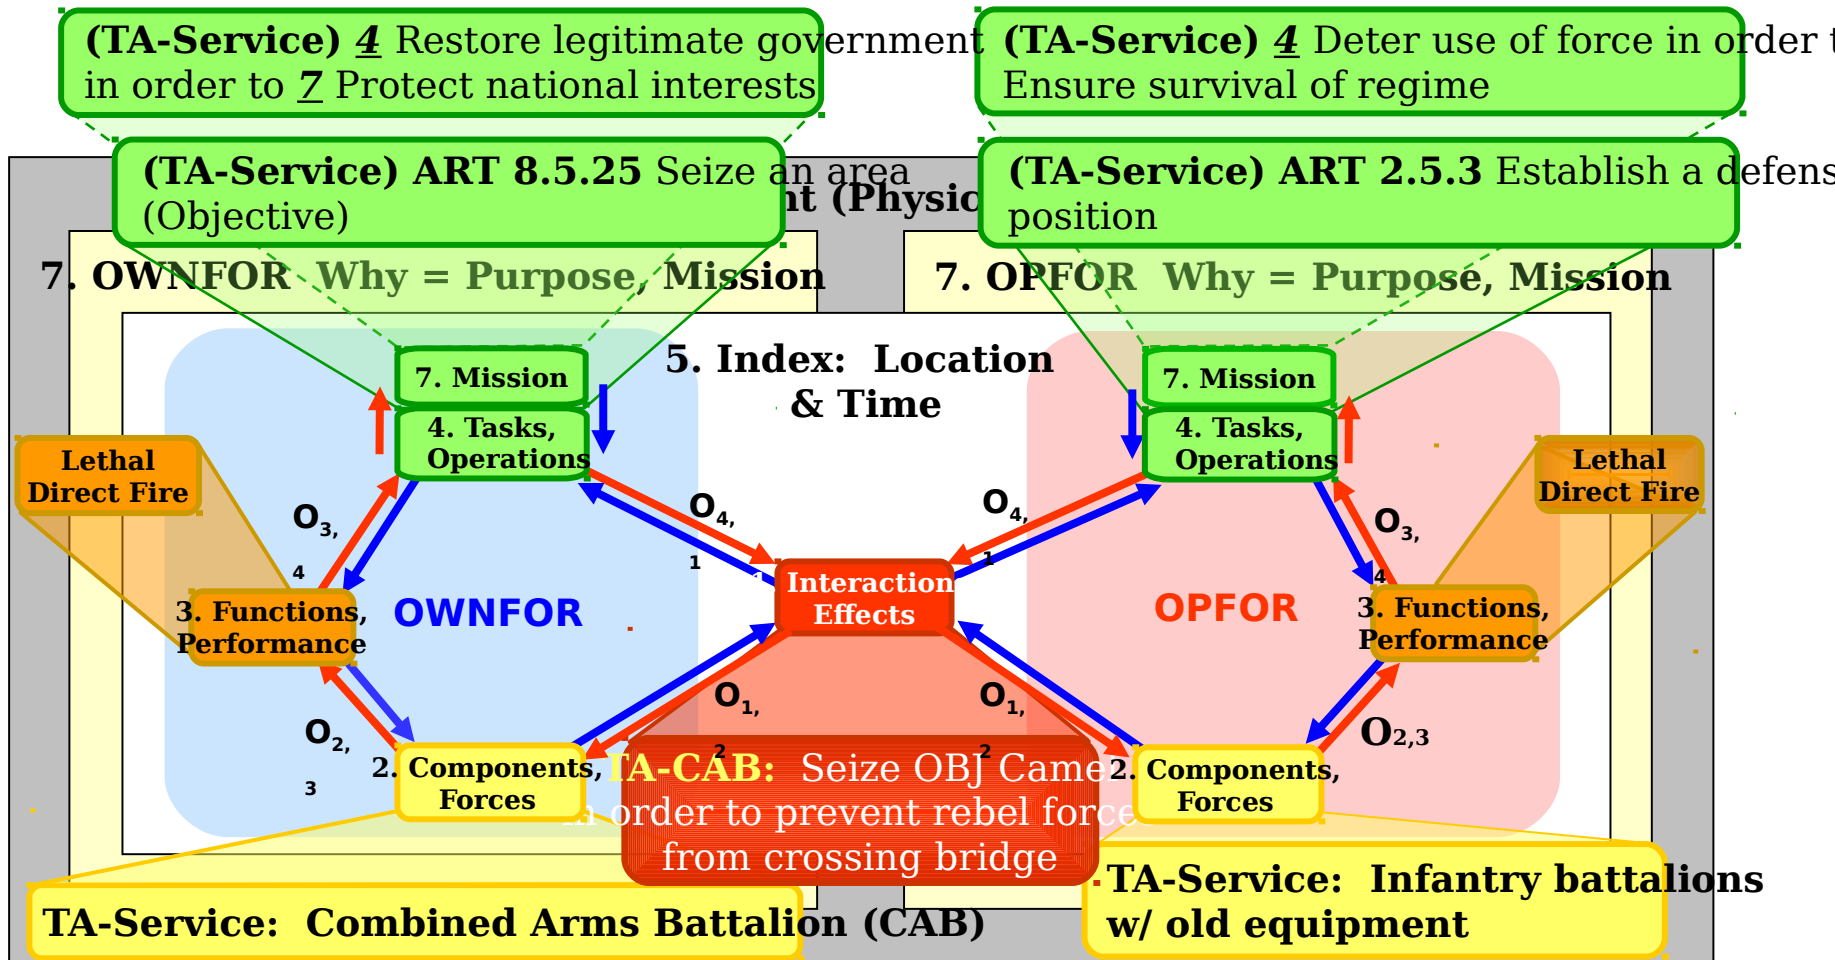 (TA-Service) 4 Restore legitimate government
in order to 7 Protect national interests
(TA-Service) 4 Deter use of force in order
Ensure survival of regime
(TA-Service) ART 8.5.25 Seize an area
(Objective)
(TA-Service) ART 2.5.3 Establish a
position
7. OWNFOR Why = Purpose, Mission
7. OPFOR Why = Purpose, Mission
5. Index: Location
& Time
7. Mission
4. Tasks,
Operations
7. Mission
4. Tasks,
Operations
Lethal
Direct Fire
Lethal
Direct Fire
O3,
4
O4,
1
O4,
1
O3,
4
1. Interaction
Effects
3. Functions,
Performance
OWNFOR
OPFOR
3. Functions,
Performance
O2,
3
O1,
2
O1,
2
O2,3
2. Components,
Forces
2. Components,
Forces
TA-CAB: Seize OBJ
in order to prevent rebel
from crossing bridge
TA-Service: Combined Arms Battalion (CAB)
TA-Service: Infantry battalions
w/ old equipment